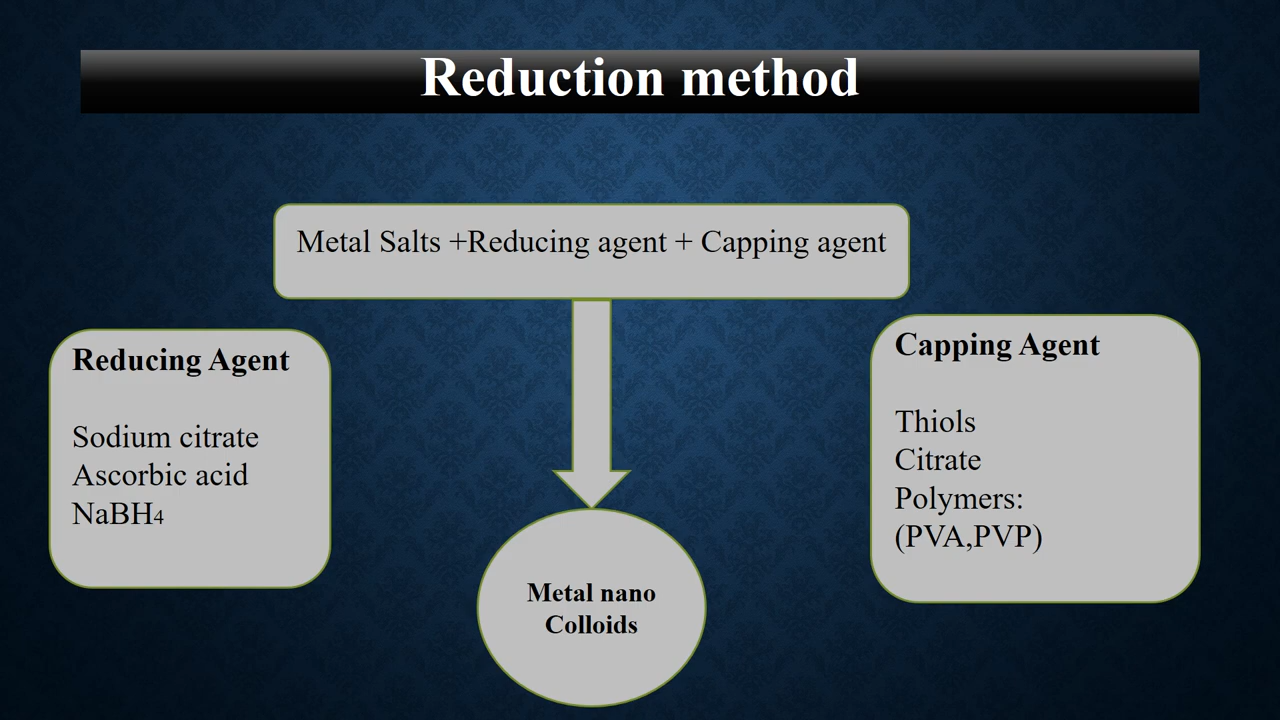 Reduction method
Metal Salts +Reducing agent + Capping agent
Reducing Agent
Sodium citrate
Ascorbic acid
NaBH4
Capping Agent
Thiols
Citrate
Polymers:
(PVA,PVP)
Metal nano
Colloids